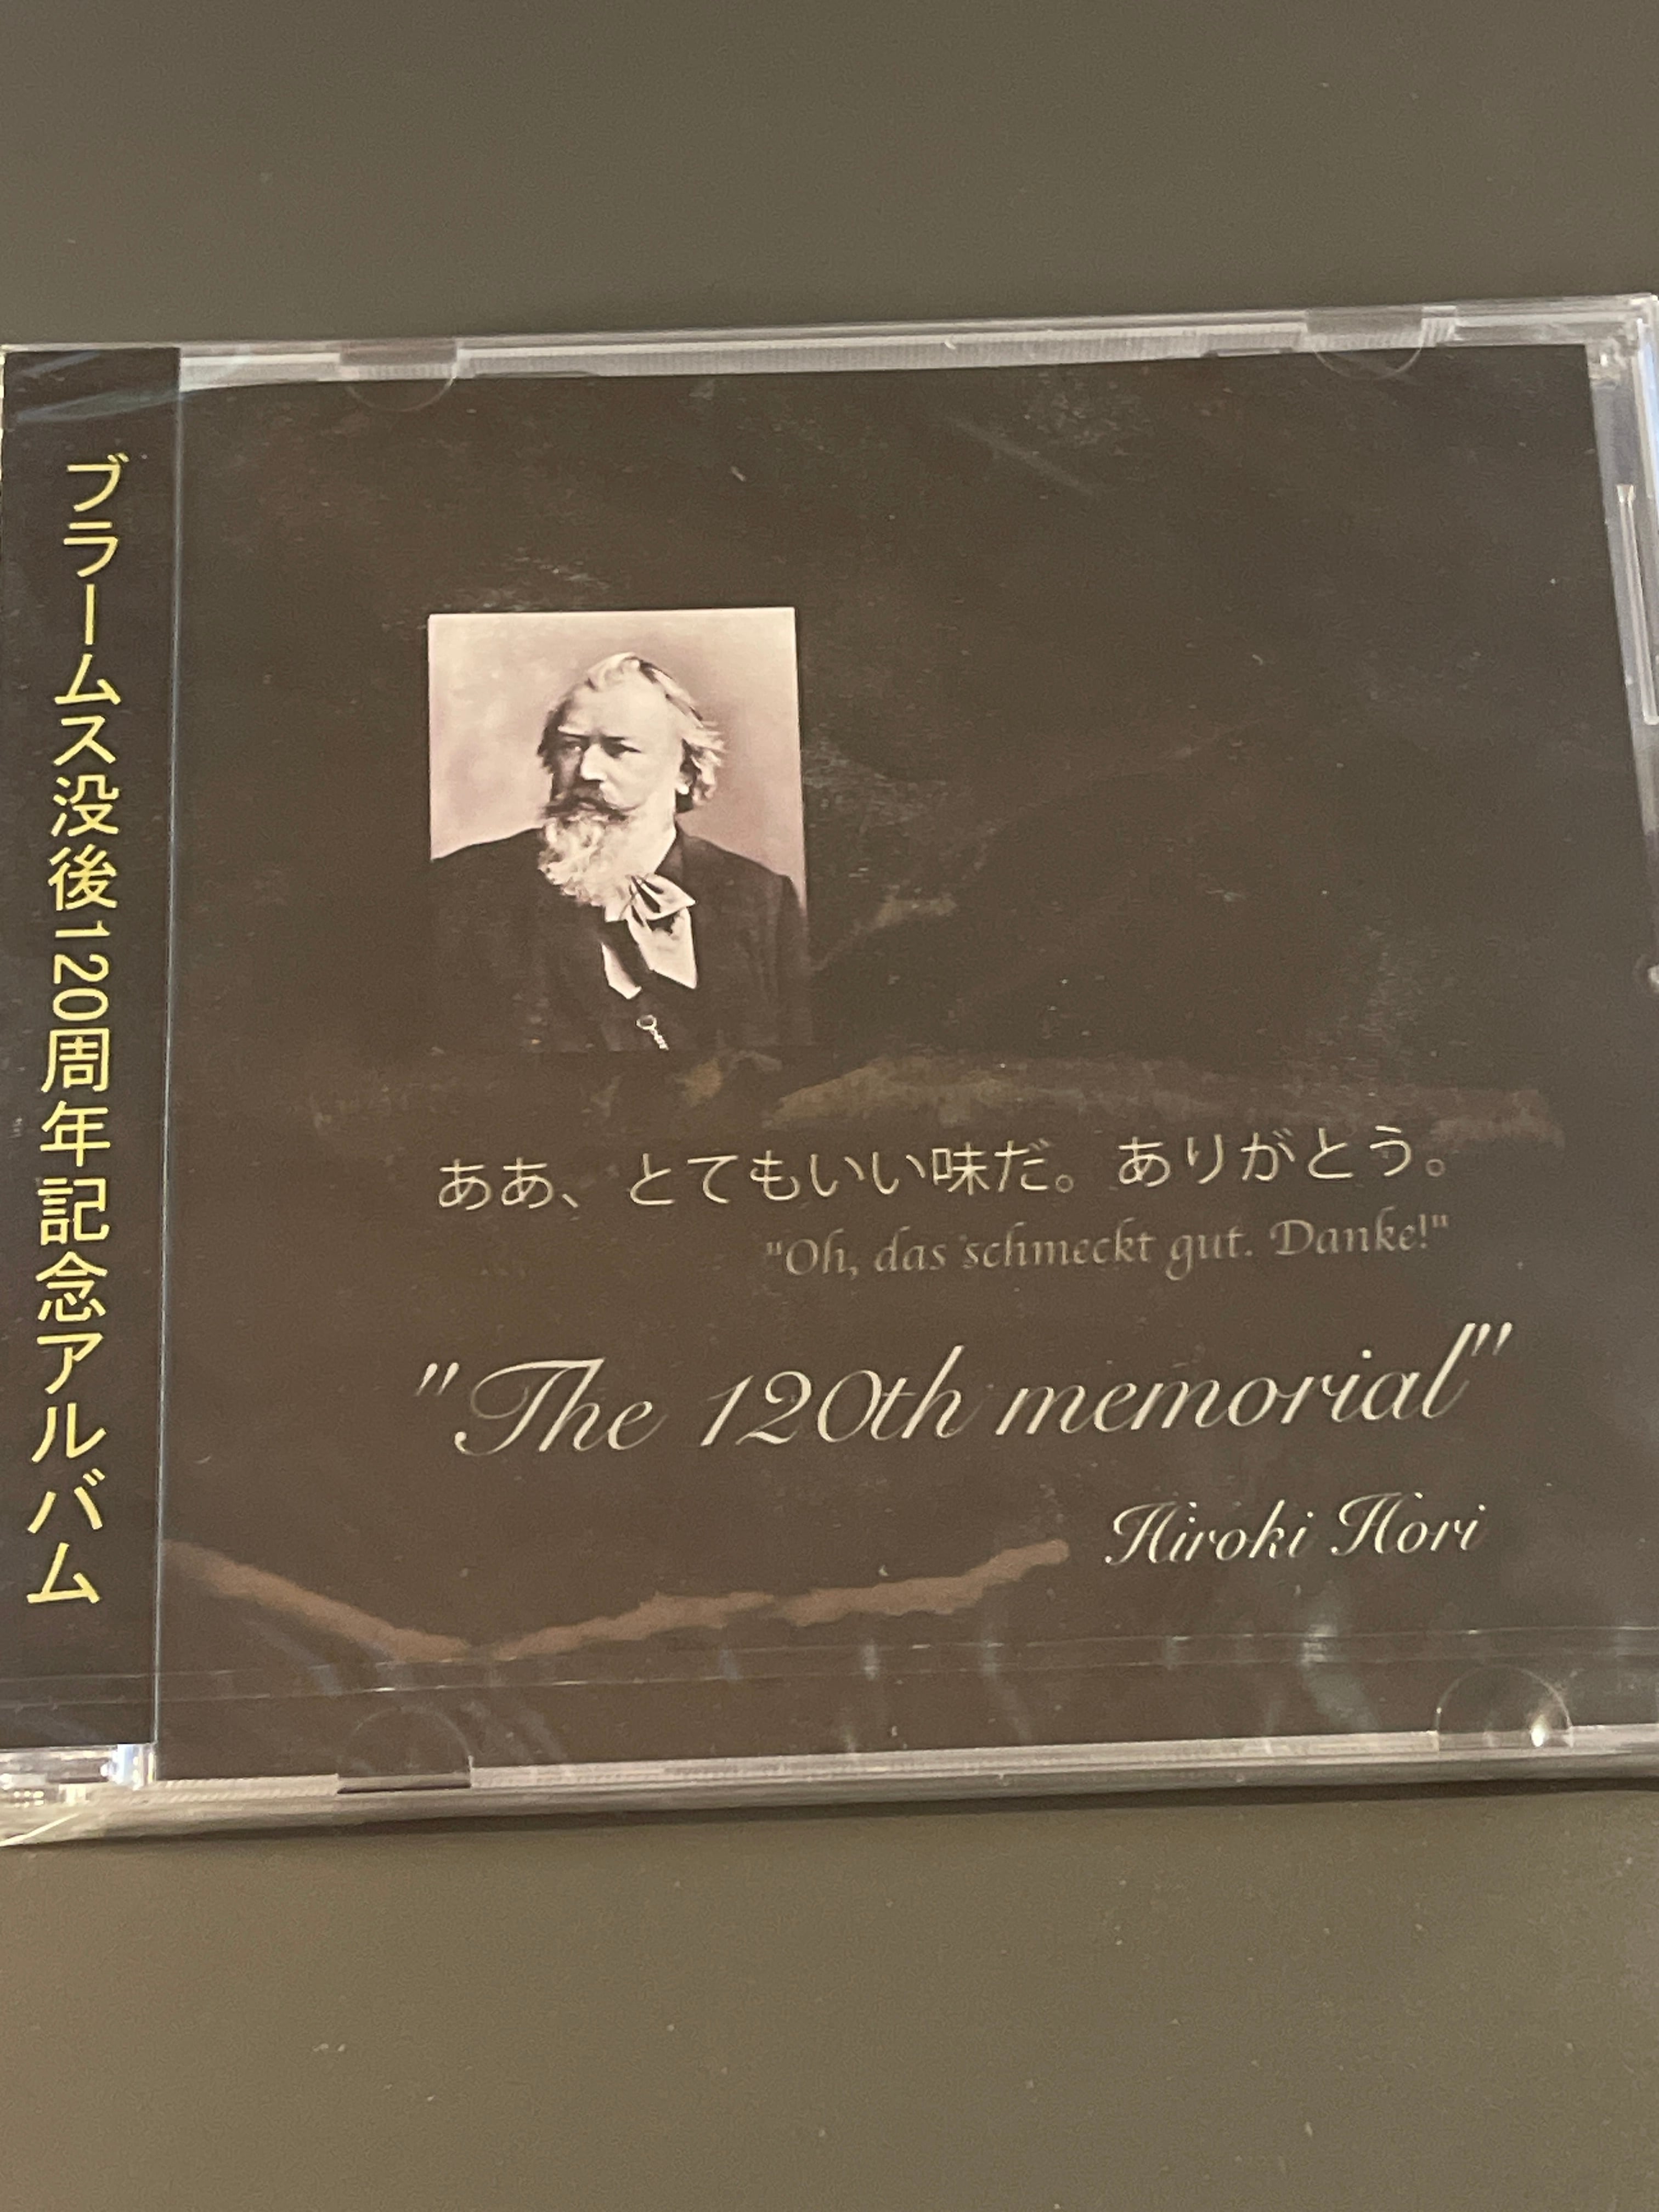 ブラームス没後120周年記念アルバム
ああ、とてもいい味だ。ありがとう。
"Oh, das schmeckt gut. Danke!"
"The 120th memorial"
Hiroki Hori